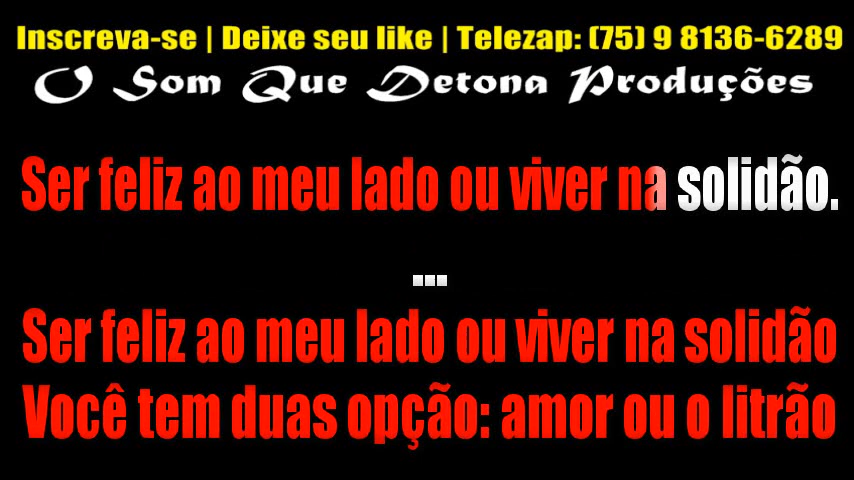 Inscreva-se | Deixe seu like | Telezap: (75) 9 8136-6289
O Som Que Detona Produções
Ser feliz ao meu lado ou viver na solidão.
...
Ser feliz ao meu lado ou viver na solidão
Você tem duas opção: amor ou o litrão